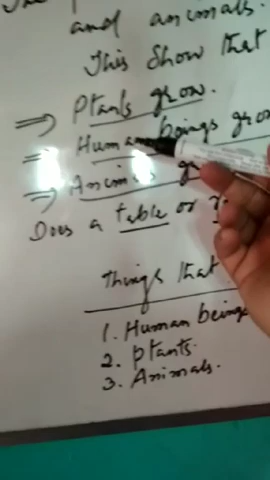 The
and animals.
This show that
⇒ Plants grow.
⇒ Human beings grow
⇒ Animals
Does a table or
Things that
1. Human beings
2. plants.
3. Animals.